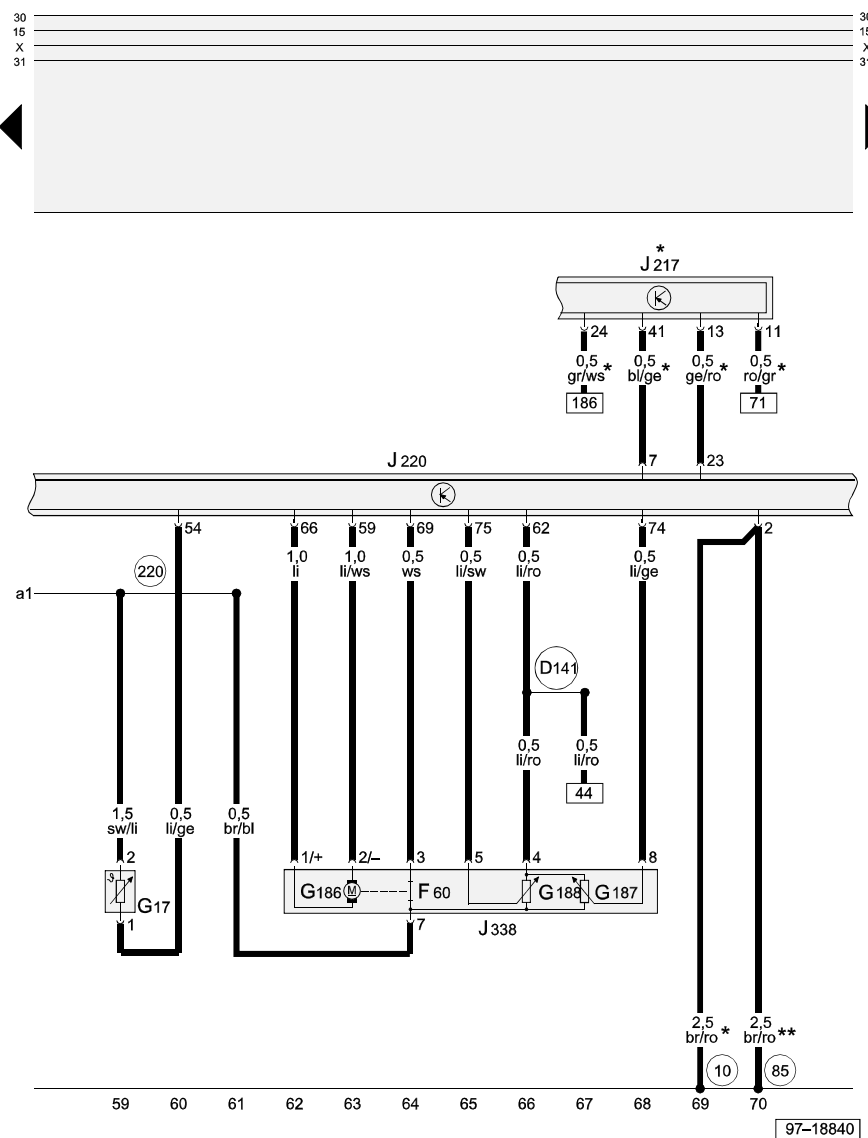 30 30
15 15
X X
31 31
*
J 217
24 41 13 11
0,5 0,5 0,5 0,5
gr/ws* bl/ge* ge/ro* ro/gr*
186 71
J 220
7 23
54 66 59 69 75 62 74 2
1,0 1,0 0,5 0,5 0,5 0,5
li li/ws ws li/sw li/ro li/ge
220
a1
D141
0,5 0,5
li/ro li/ro
44
1,5 0,5 0,5
sw/li li/ge br/bl
2 1/+ 2/– 3 5 4 8
ϑ
G186 M F 60 G188 G187
G17
1 7
J 338
2,5 2,5
br/ro * br/ro**
10 85
59 60 61 62 63 64 65 66 67 68 69 70
97–18840